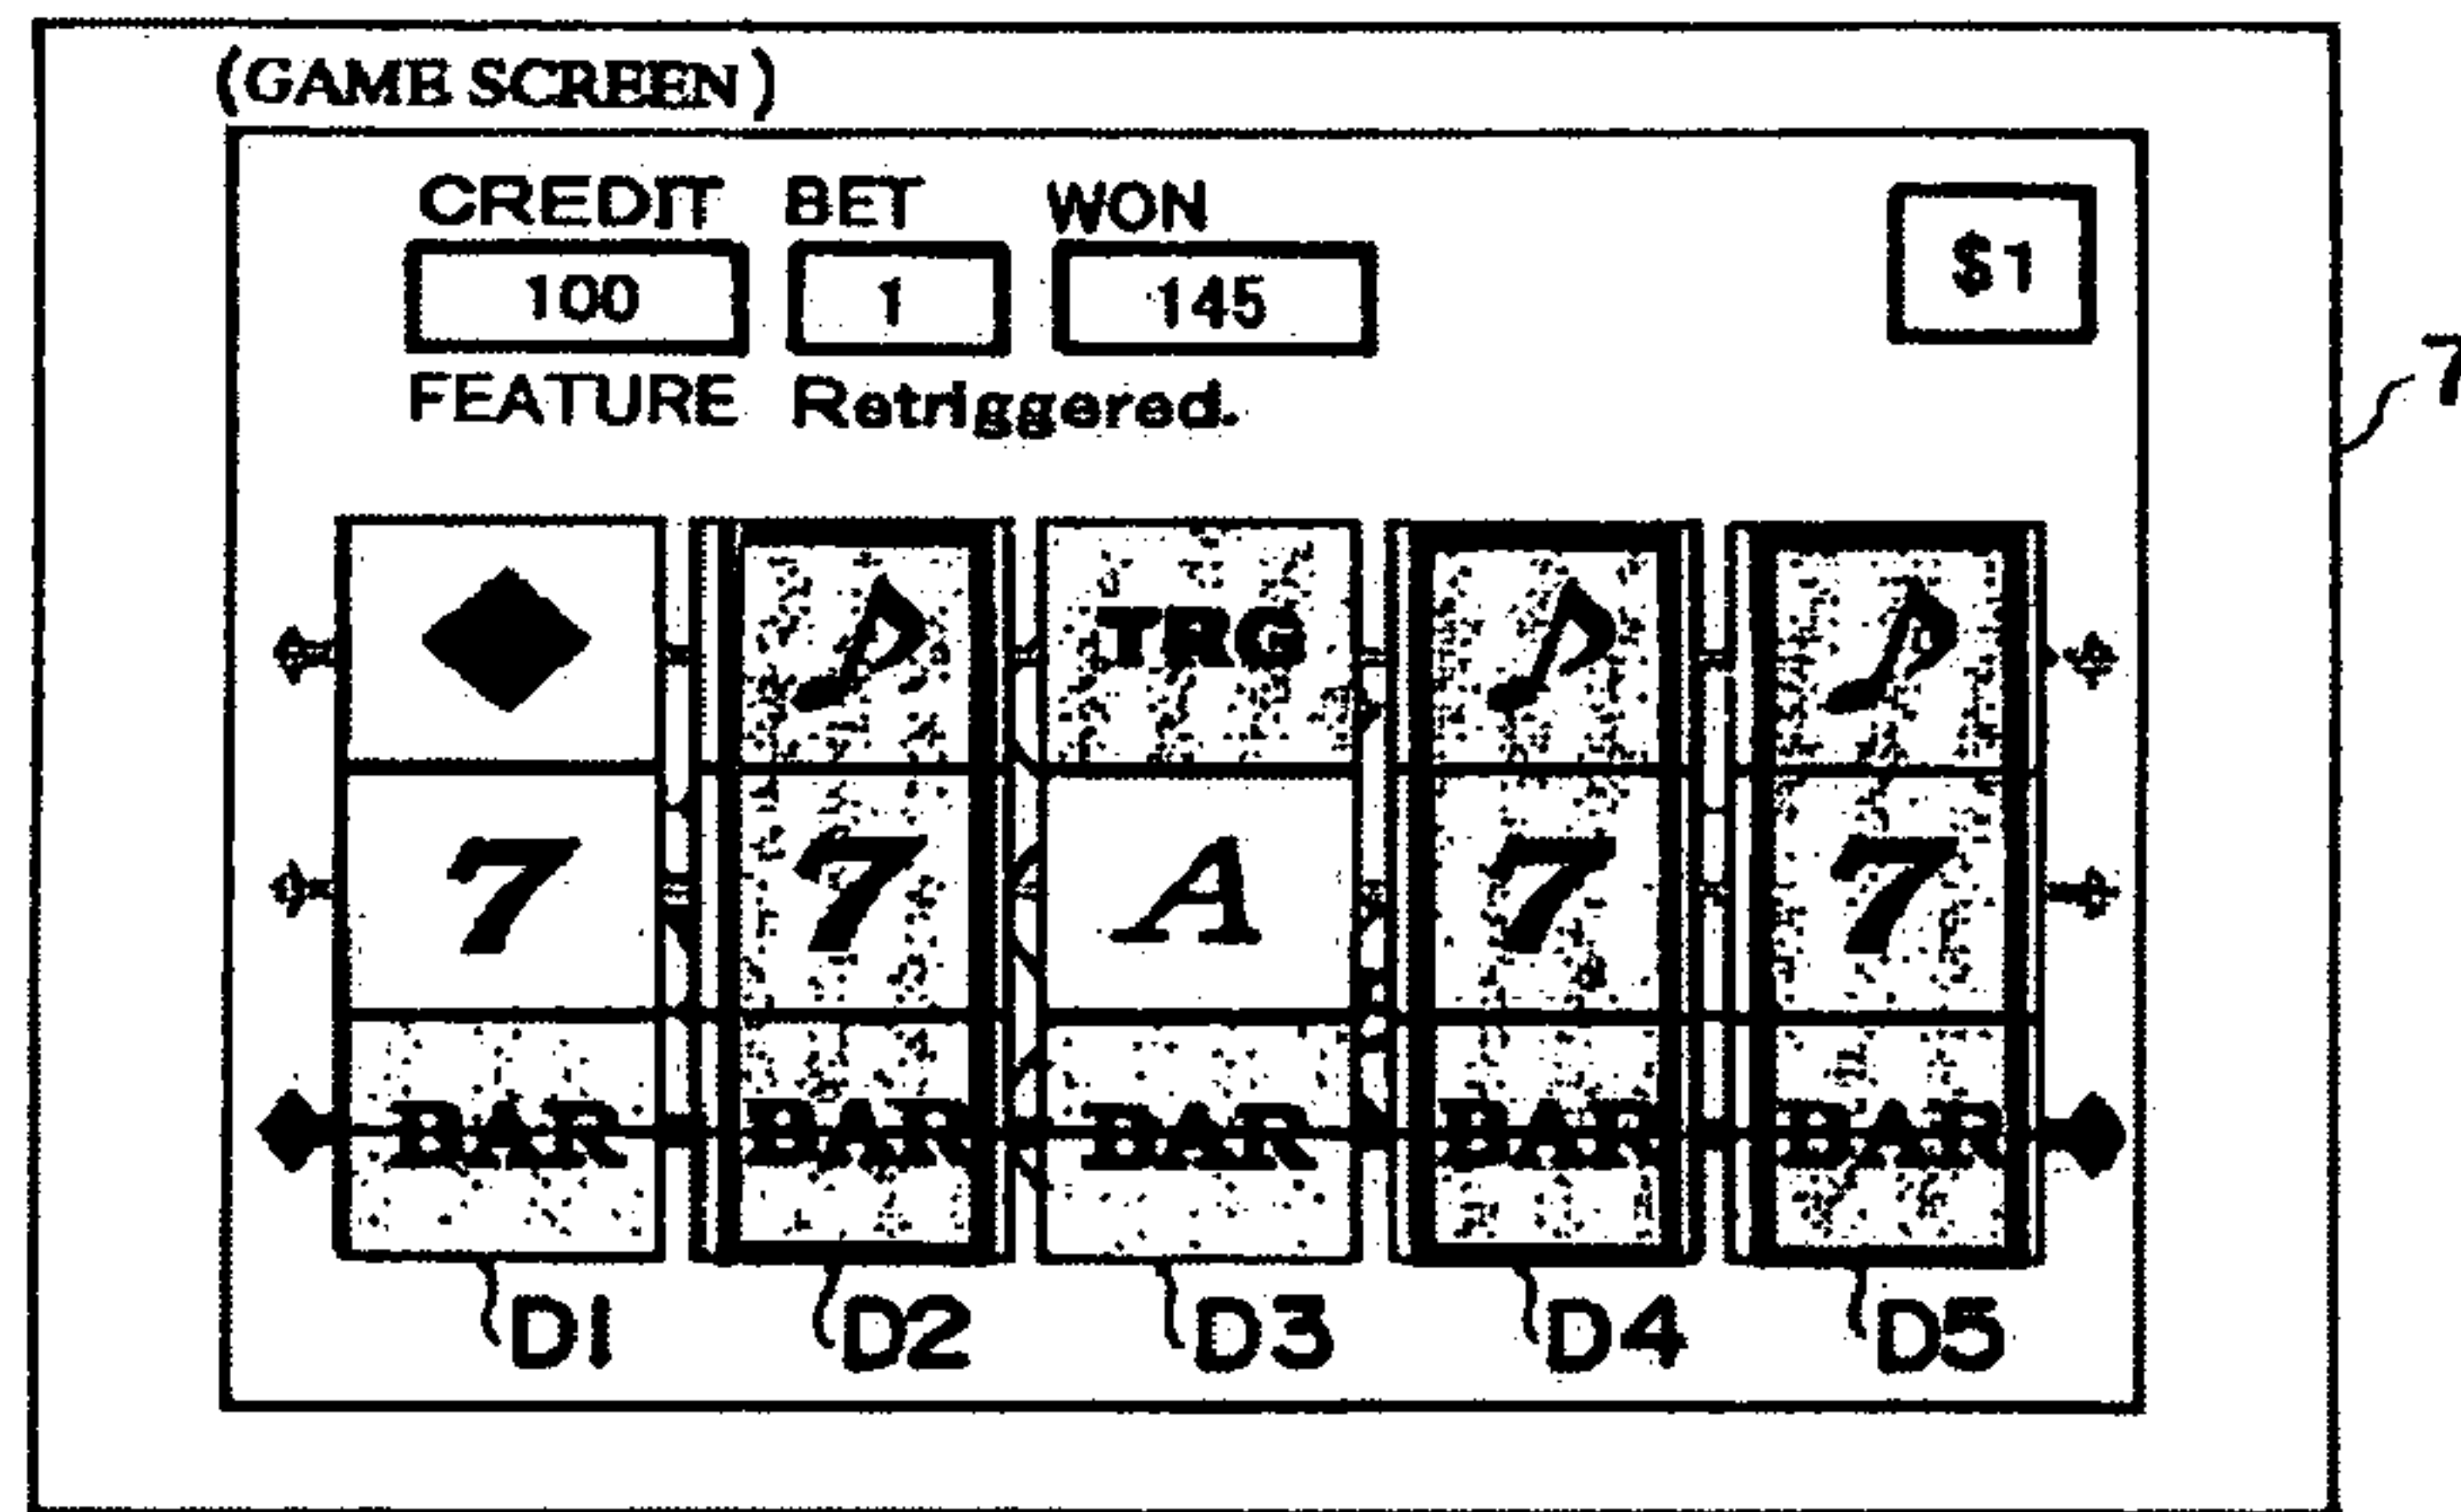 (GAME SCREEN)
CREDIT BET WON
100 1 145 $1
FEATURE Retriggered.
7
TRG
7 7 A 7 7
BAR BAR BAR BAR BAR
D1 D2 D3 D4 D5